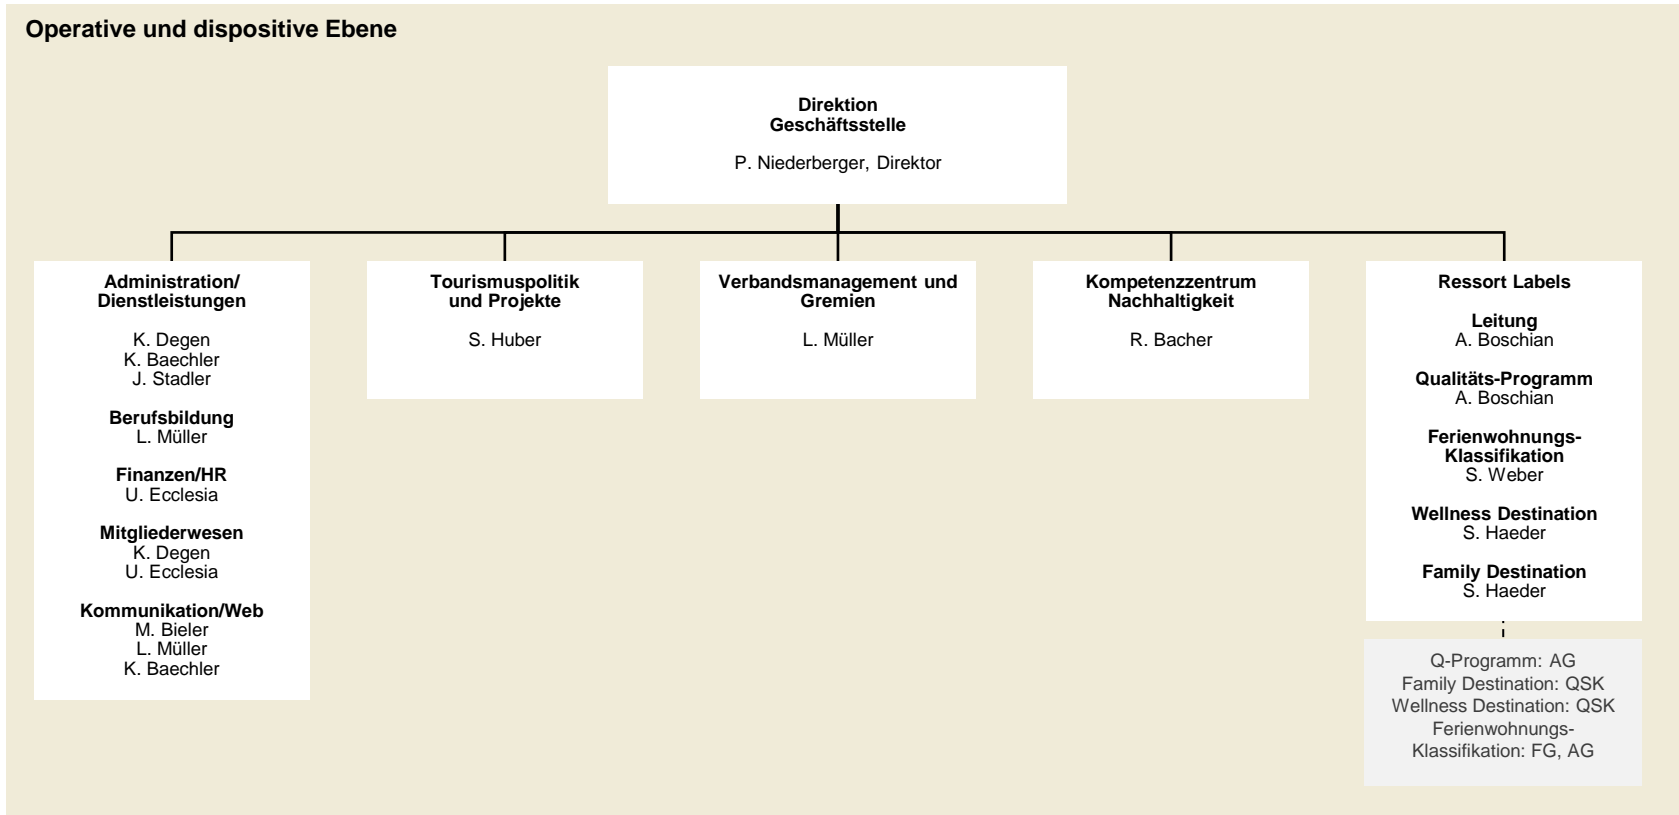 Operative und dispositive Ebene
Direktion
Geschäftsstelle
P. Niederberger, Direktor
Administration/
Dienstleistungen
K. Degen
K. Baechler
J. Stadler
Berufsbildung
L. Müller
Finanzen/HR
U. Ecclesia
Mitgliederwesen
K. Degen
U. Ecclesia
Kommunikation/Web
M. Bieler
L. Müller
K. Baechler
Tourismuspolitik
und Projekte
S. Huber
Verbandsmanagement und
Gremien
L. Müller
Kompetenzzentrum
Nachhaltigkeit
R. Bacher
Ressort Labels
Leitung
A. Boschian
Qualitäts-Programm
A. Boschian
Ferienwohnungs-
Klassifikation
S. Weber
Wellness Destination
S. Haeder
Family Destination
S. Haeder
Q-Programm: AG
Family Destination: QSK
Wellness Destination: QSK
Ferienwohnungs-
Klassifikation: FG, AG